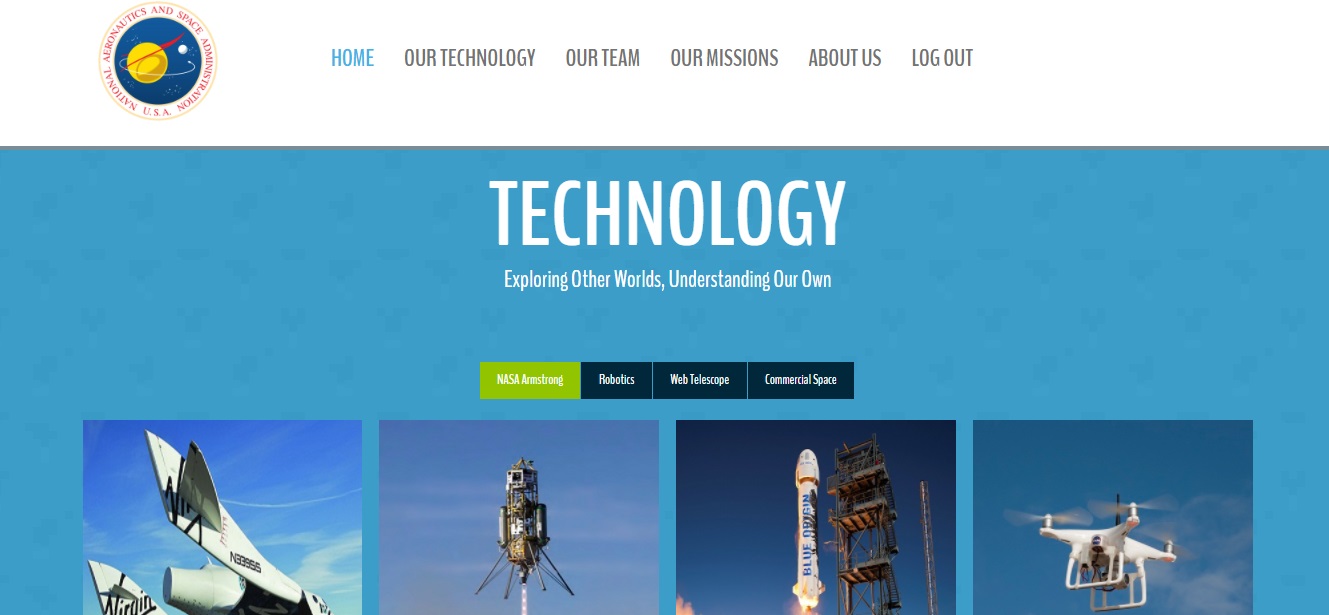 NATIONAL AERONAUTICS AND SPACE ADMINISTRATION
U.S.A.
HOME OUR TECHNOLOGY OUR TEAM OUR MISSIONS ABOUT US LOG OUT
TECHNOLOGY
Exploring Other Worlds, Understanding Our Own
NASA Armstrong Robotics Web Telescope Commercial Space
BLUE ORIGIN
N339SS
Virgin